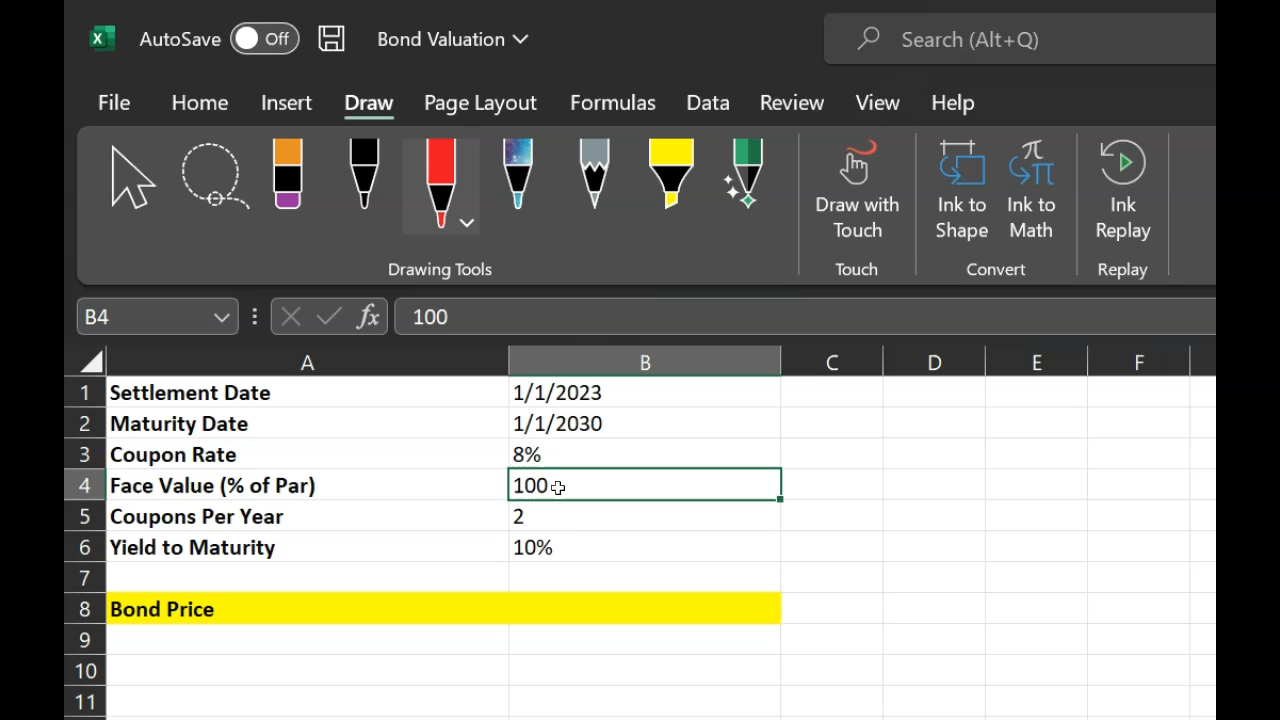 AutoSave Off Bond Valuation Search (Alt+Q)
File Home Insert Draw Page Layout Formulas Data Review View Help
Draw with Touch
Ink to Shape
Ink to Math
Ink Replay
Drawing Tools Touch Convert Replay
B4 fx 100
A B C D E F
1 Settlement Date 1/1/2023
2 Maturity Date 1/1/2030
3 Coupon Rate 8%
4 Face Value (% of Par) 100
5 Coupons Per Year 2
6 Yield to Maturity 10%
7
8 Bond Price
9
10
11